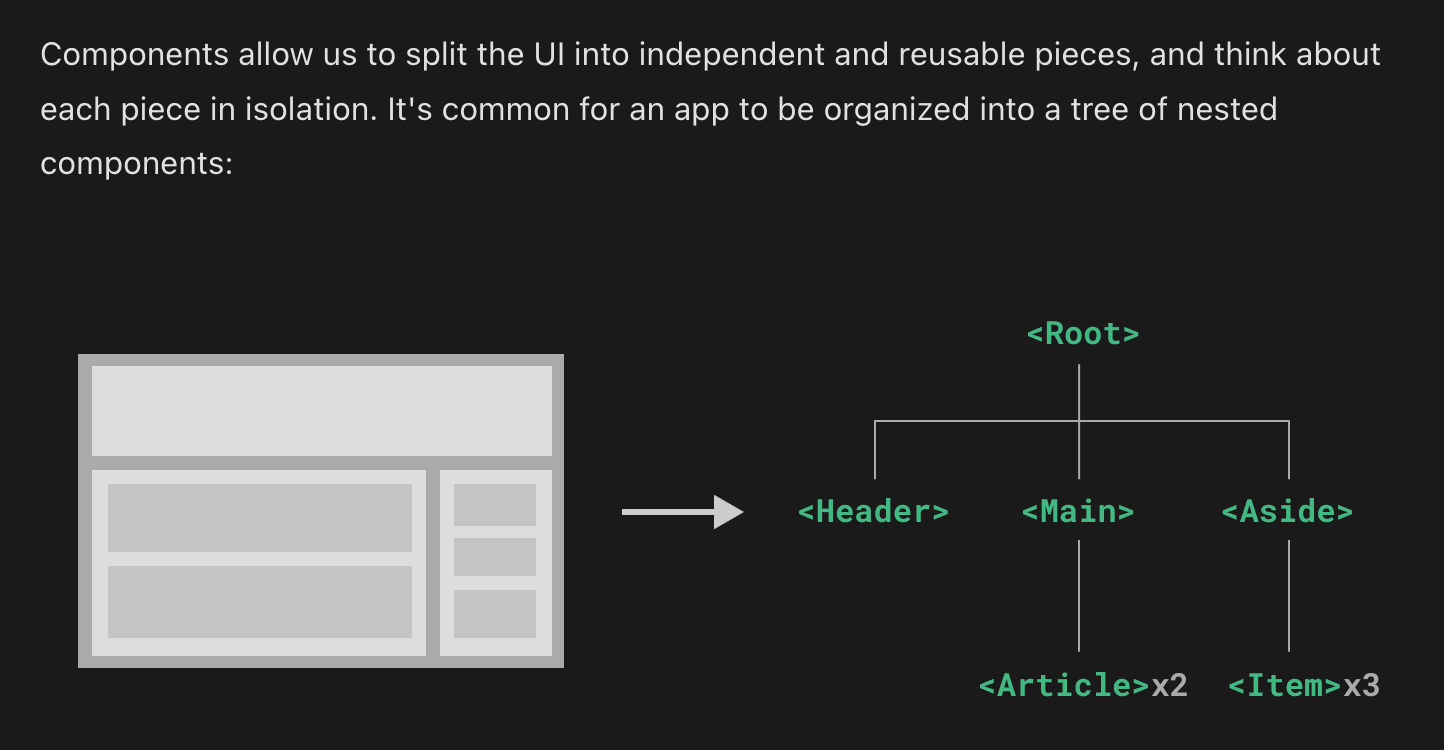 Components allow us to split the UI into independent and reusable pieces, and think about
each piece in isolation. It's common for an app to be organized into a tree of nested
components:
<Root>
<Header> <Main> <Aside>
<Article>x2 <Item>x3